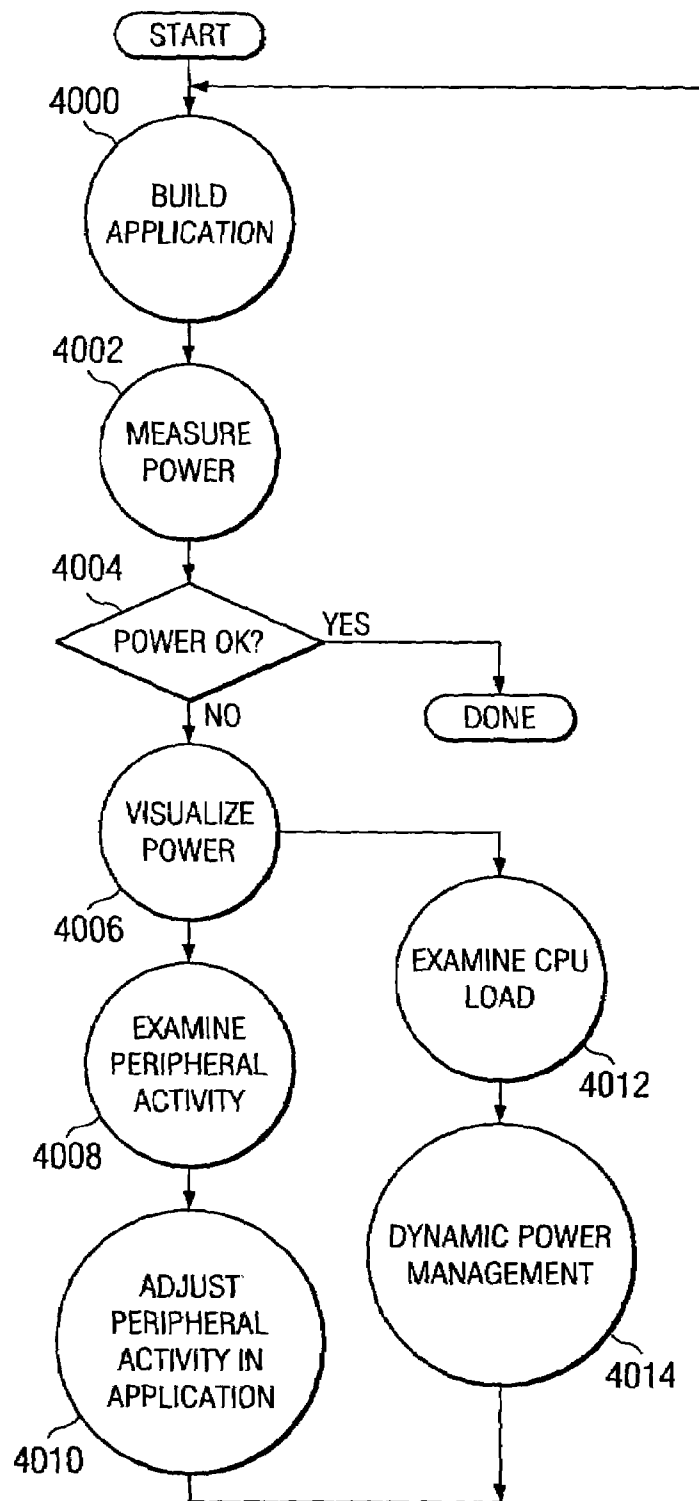 START
4000
BUILD
APPLICATION
4002
MEASURE
POWER
4004
POWER OK?
YES
DONE
NO
VISUALIZE
POWER
4006
EXAMINE CPU
LOAD
4012
EXAMINE
PERIPHERAL
ACTIVITY
4008
DYNAMIC POWER
MANAGEMENT
4014
ADJUST
PERIPHERAL
ACTIVITY IN
APPLICATION
4010